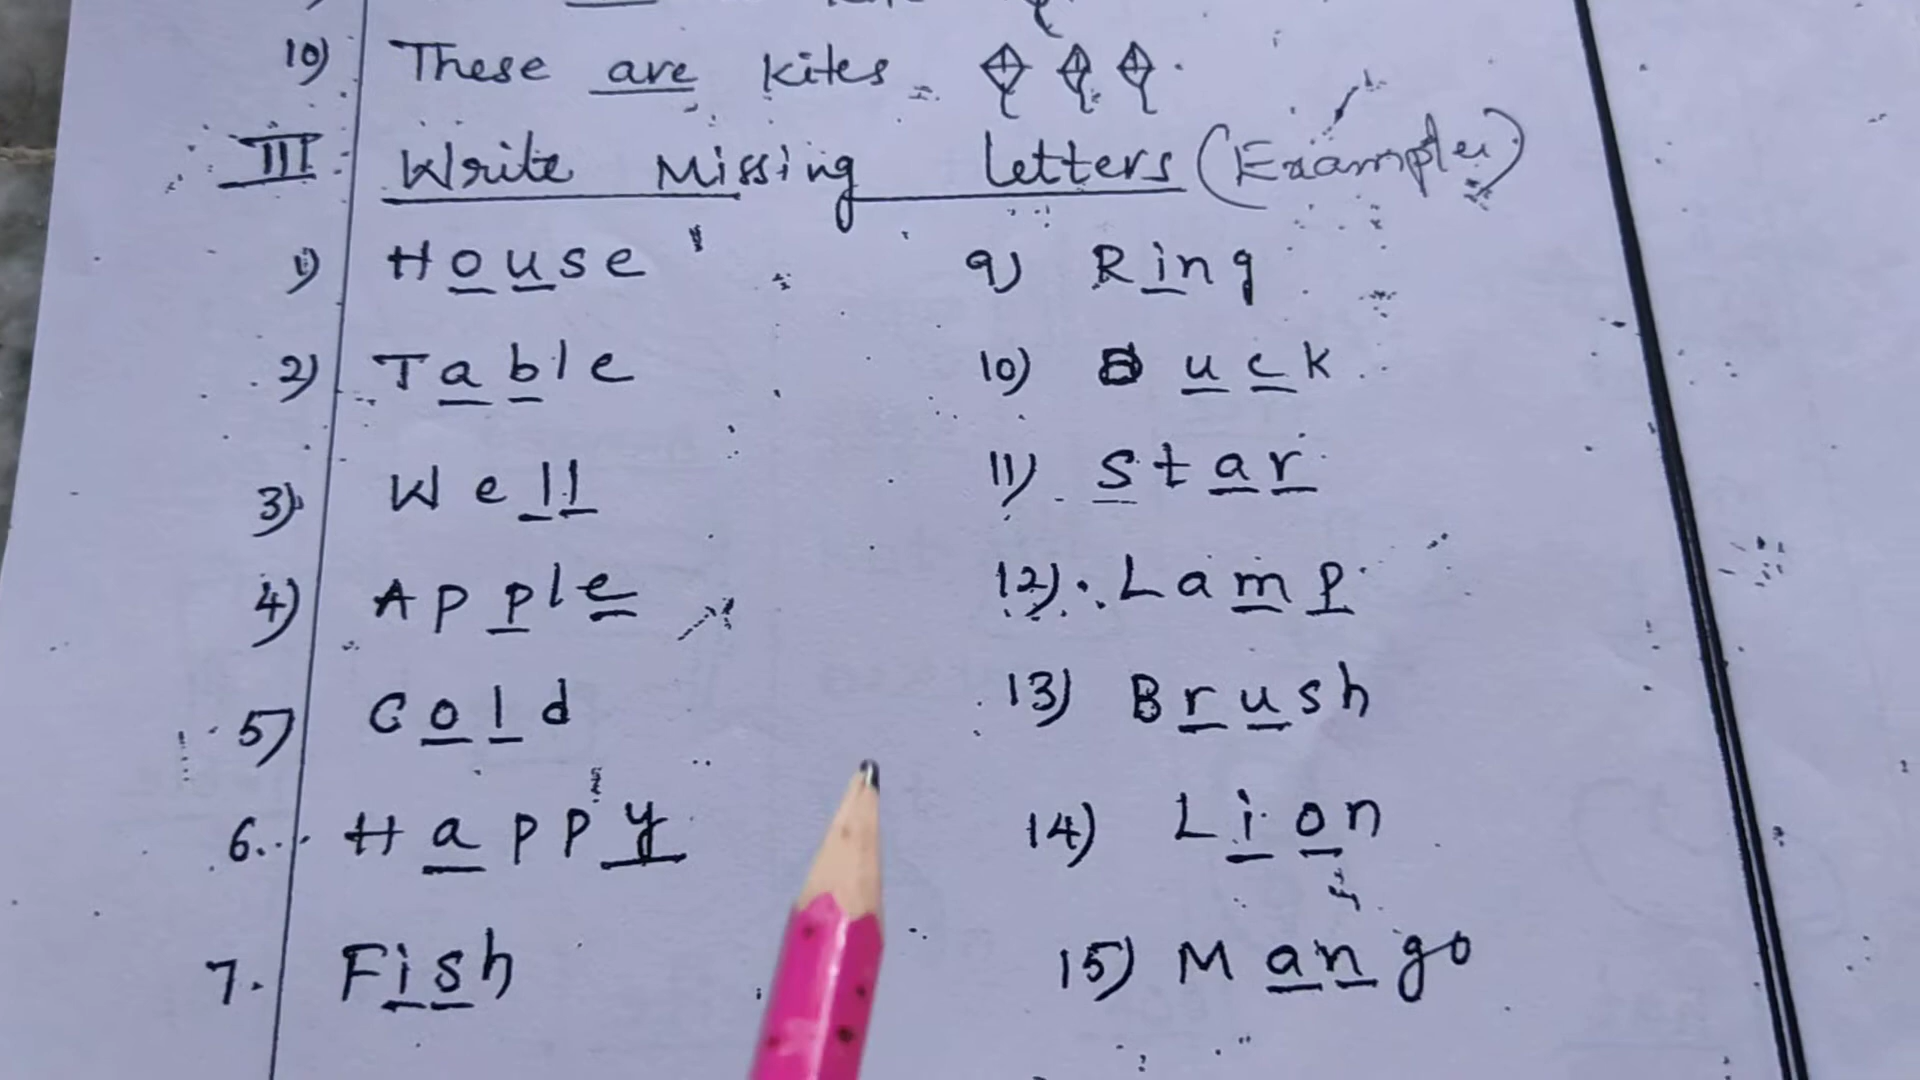 10) These are kites.
III Write Missing letters (Examples)
1) House
2) Table
3) Well
4) Apple
5) Cold
6. Happy
7. Fish
9) Ring
10) Duck
11) Star
12) Lamp
13) Brush
14) Lion
15) Mango